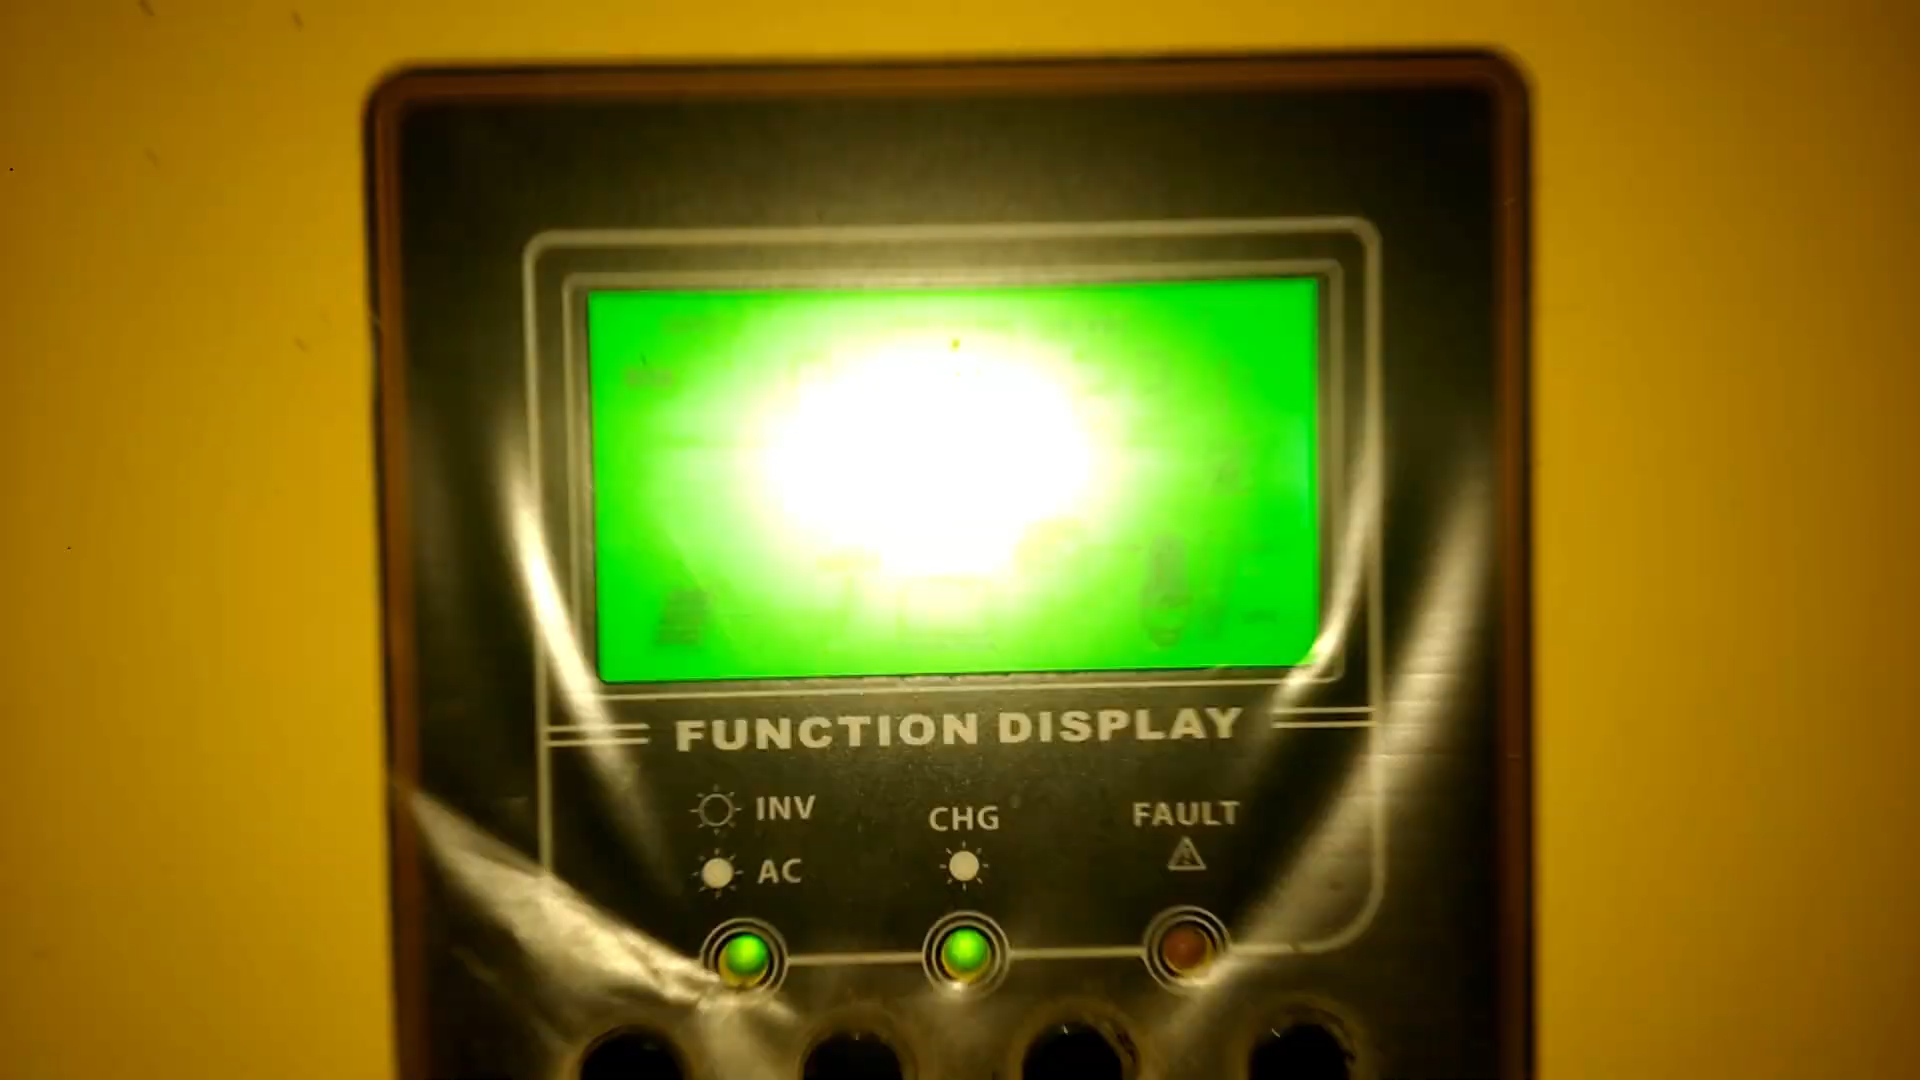 FUNCTION DISPLAY
INV
CHG
FAULT
AC